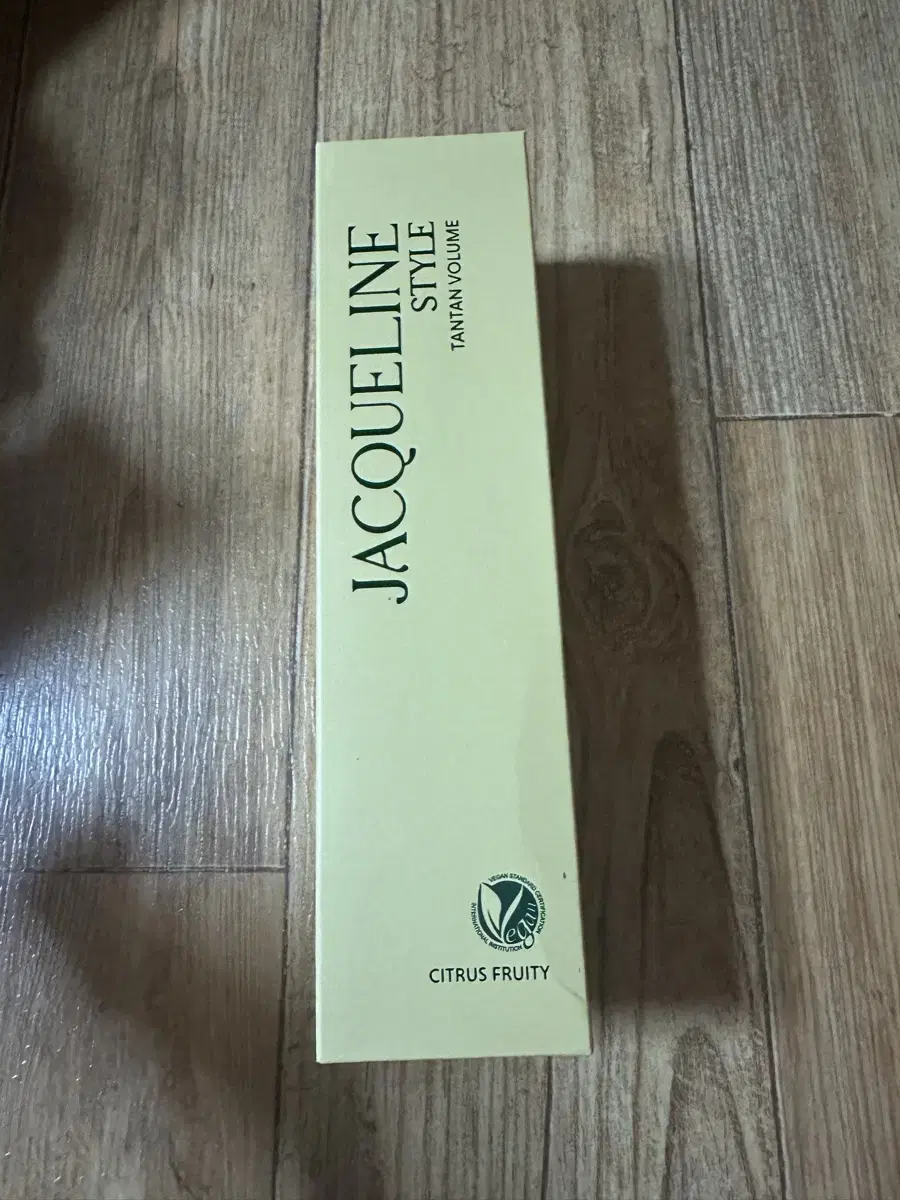 JACQUELINE
STYLE
TANTAN VOLUME
VEGAN STANDARD CERTIFICATION
INTERNATIONAL INSTITUTION
Vegan
CITRUS FRUITY